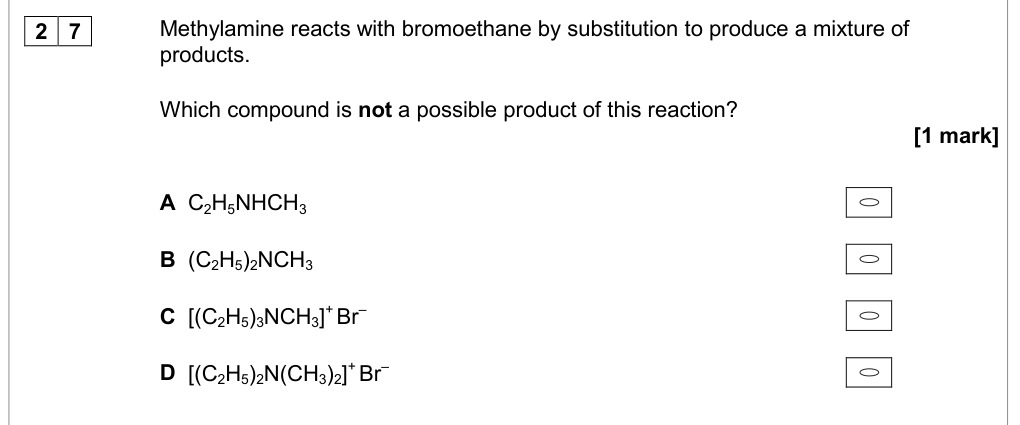 2 7
Methylamine reacts with bromoethane by substitution to produce a mixture of
products.
Which compound is not a possible product of this reaction?
[1 mark]
A C₂H₅NHCH₃
B (C₂H₅)₂NCH₃
C [(C₂H₅)₃NCH₃]⁺ Br⁻
D [(C₂H₅)₂N(CH₃)₂]⁺ Br⁻